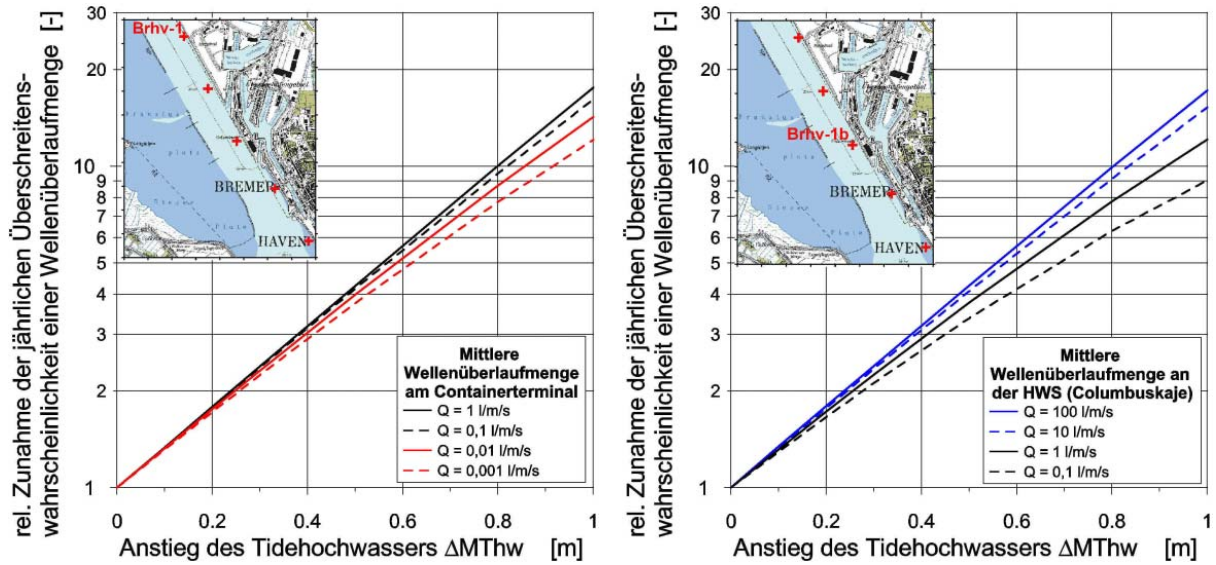 rel. Zunahme der jährlichen Überschreitens-
wahrscheinlichkeit einer Wellenüberlaufmenge [-]
30
20
10
9
8
7
6
5
4
3
2
1
Brhv-1
BREMER
HAVEN
Mittlere
Wellenüberlaufmenge
am Containerterminal
Q = 1 l/m/s
Q = 0,1 l/m/s
Q = 0,01 l/m/s
Q = 0,001 l/m/s
0 0.2 0.4 0.6 0.8 1
Anstieg des Tidehochwassers ΔMThw [m]
rel. Zunahme der jährlichen Überschreitens-
wahrscheinlichkeit einer Wellenüberlaufmenge [-]
30
20
10
9
8
7
6
5
4
3
2
1
Brhv-1b
BREMER
HAVEN
Mittlere
Wellenüberlaufmenge an
der HWS (Columbuskaje)
Q = 100 l/m/s
Q = 10 l/m/s
Q = 1 l/m/s
Q = 0,1 l/m/s
0 0.2 0.4 0.6 0.8 1
Anstieg des Tidehochwassers ΔMThw [m]